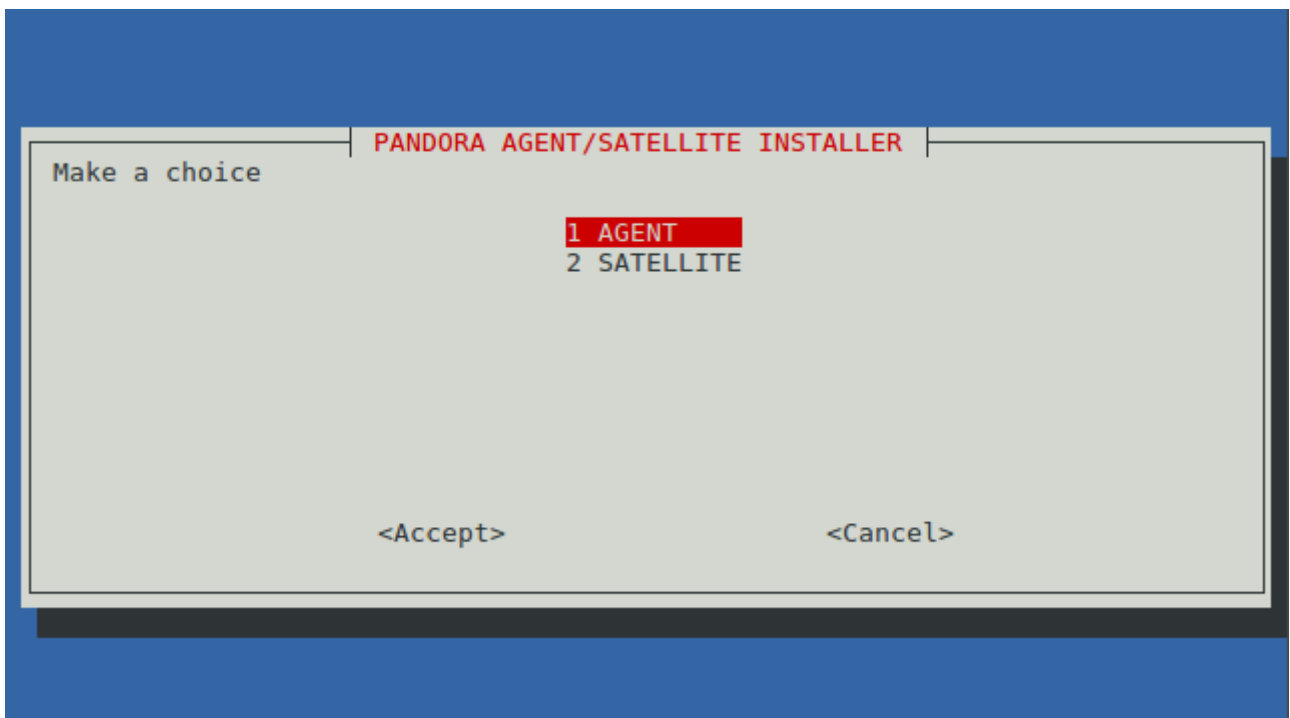 PANDORA AGENT/SATELLITE INSTALLER
Make a choice
1 AGENT
2 SATELLITE
<Accept> <Cancel>